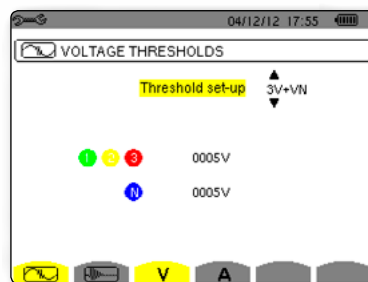 04/12/12 17:55
VOLTAGE THRESHOLDS
Threshold set-up 3V+VN
1 2 3 0005V
N 0005V
V A